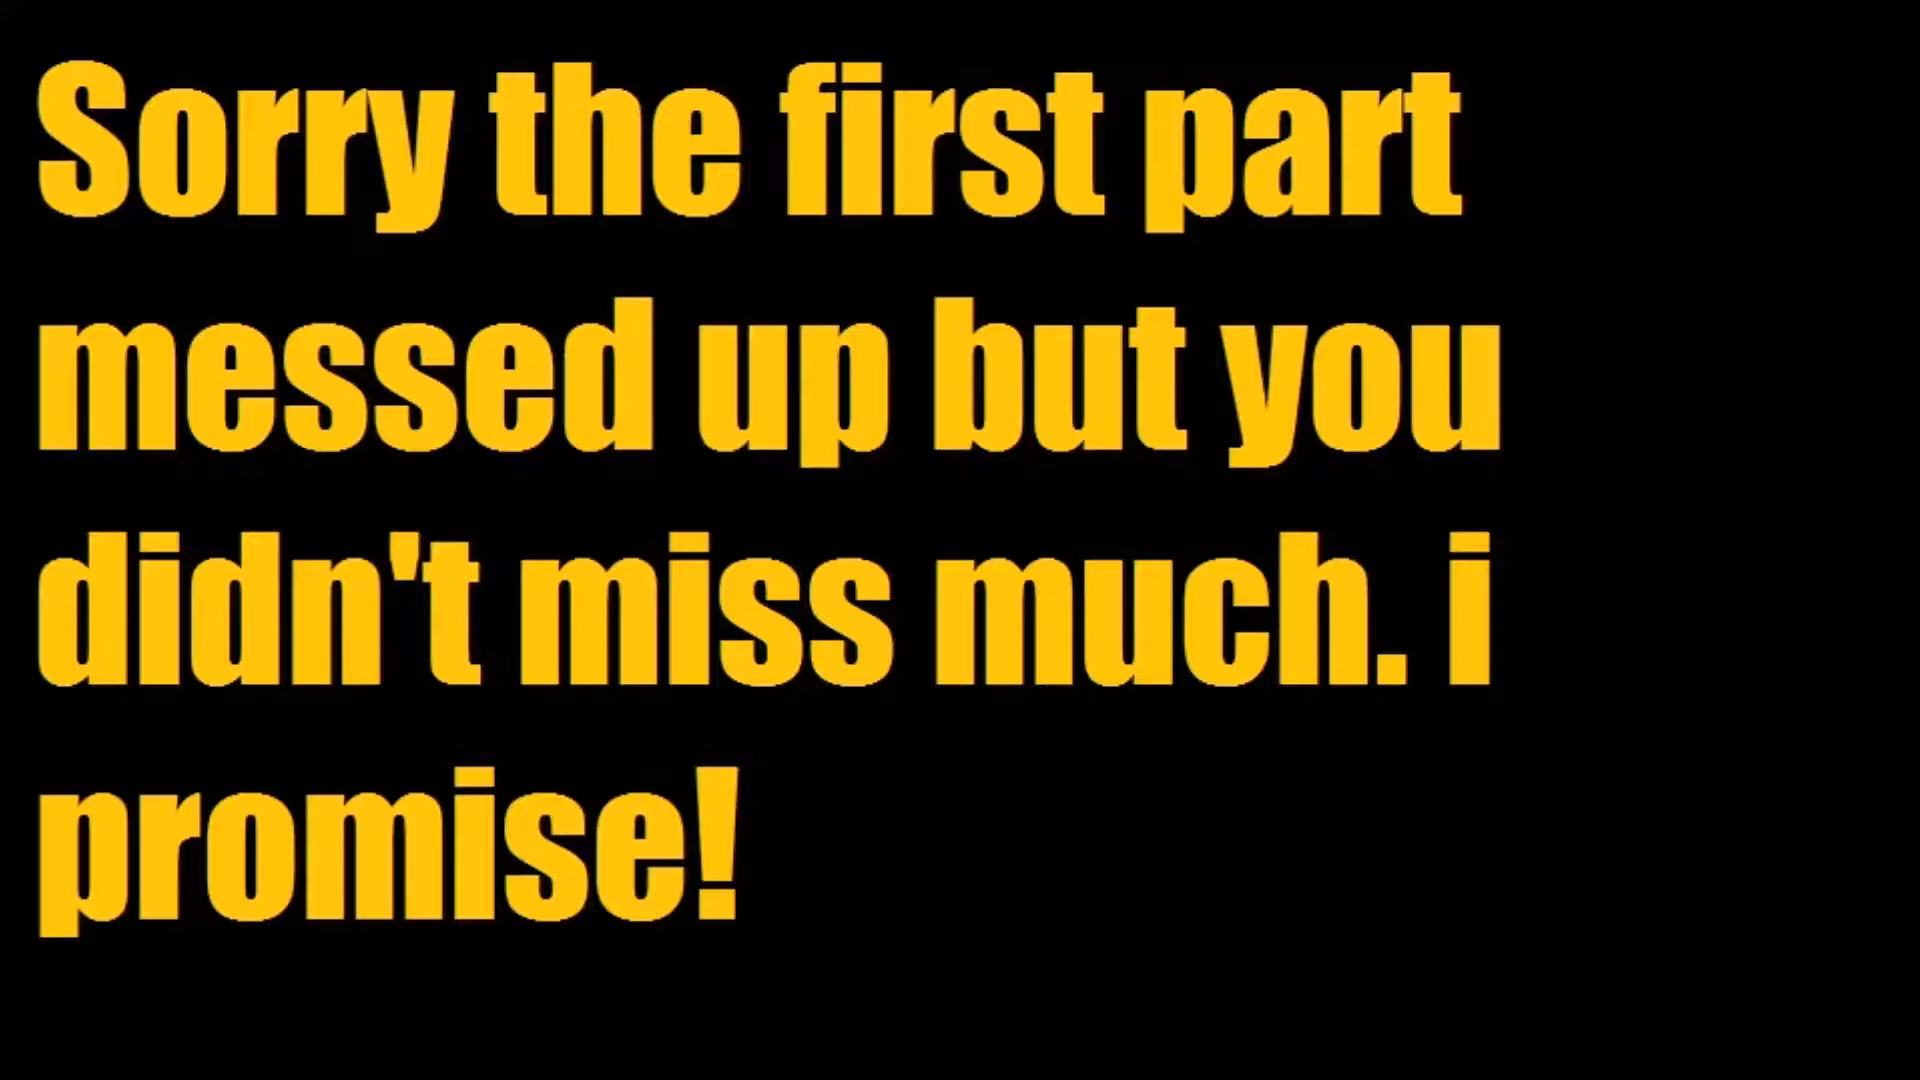 Sorry the first part
messed up but you
didn't miss much. i
promise!